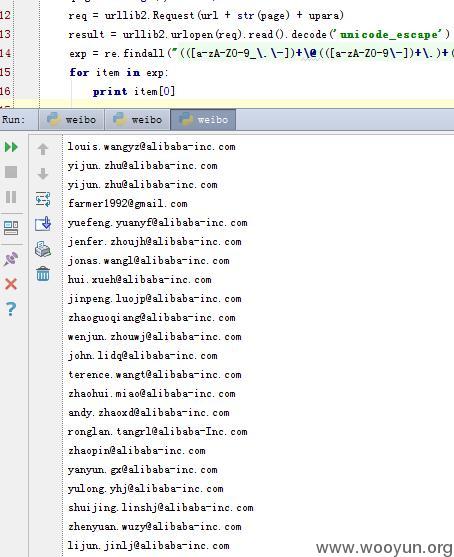 12 req = urllib2.Request(url + str(page) + upara)
13 result = urllib2.urlopen(req).read().decode('unicode_escape')
14 exp = re.findall("(([a-zA-Z0-9_\.\-])+\@(([a-zA-Z0-9\-])+\.)+(
15 for item in exp:
16 print item[0]
Run: weibo weibo weibo
louis.wangyz@alibaba-inc.com
yijun.zhu@alibaba-inc.com
yijun.zhu@alibaba-inc.com
farmer1992@gmail.com
yuefeng.yuanyf@alibaba-inc.com
jenfer.zhoujh@alibaba-inc.com
jonas.wangl@alibaba-inc.com
hui.xueh@alibaba-inc.com
jinpeng.luojp@alibaba-inc.com
zhaoguoqiang@alibaba-inc.com
wenjun.zhouwj@alibaba-inc.com
john.lidq@alibaba-inc.com
terence.wangt@alibaba-inc.com
zhaohui.miao@alibaba-inc.com
andy.zhaoxd@alibaba-inc.com
ronglan.tangrl@alibaba-Inc.com
zhaopin@alibaba-inc.com
yanyun.gx@alibaba-inc.com
yulong.yhj@alibaba-inc.com
shuijing.linshj@alibaba-inc.com
zhenyuan.wuzy@alibaba-inc.com
lijun.jinlj@alibaba-inc.com
www.wooyun.org